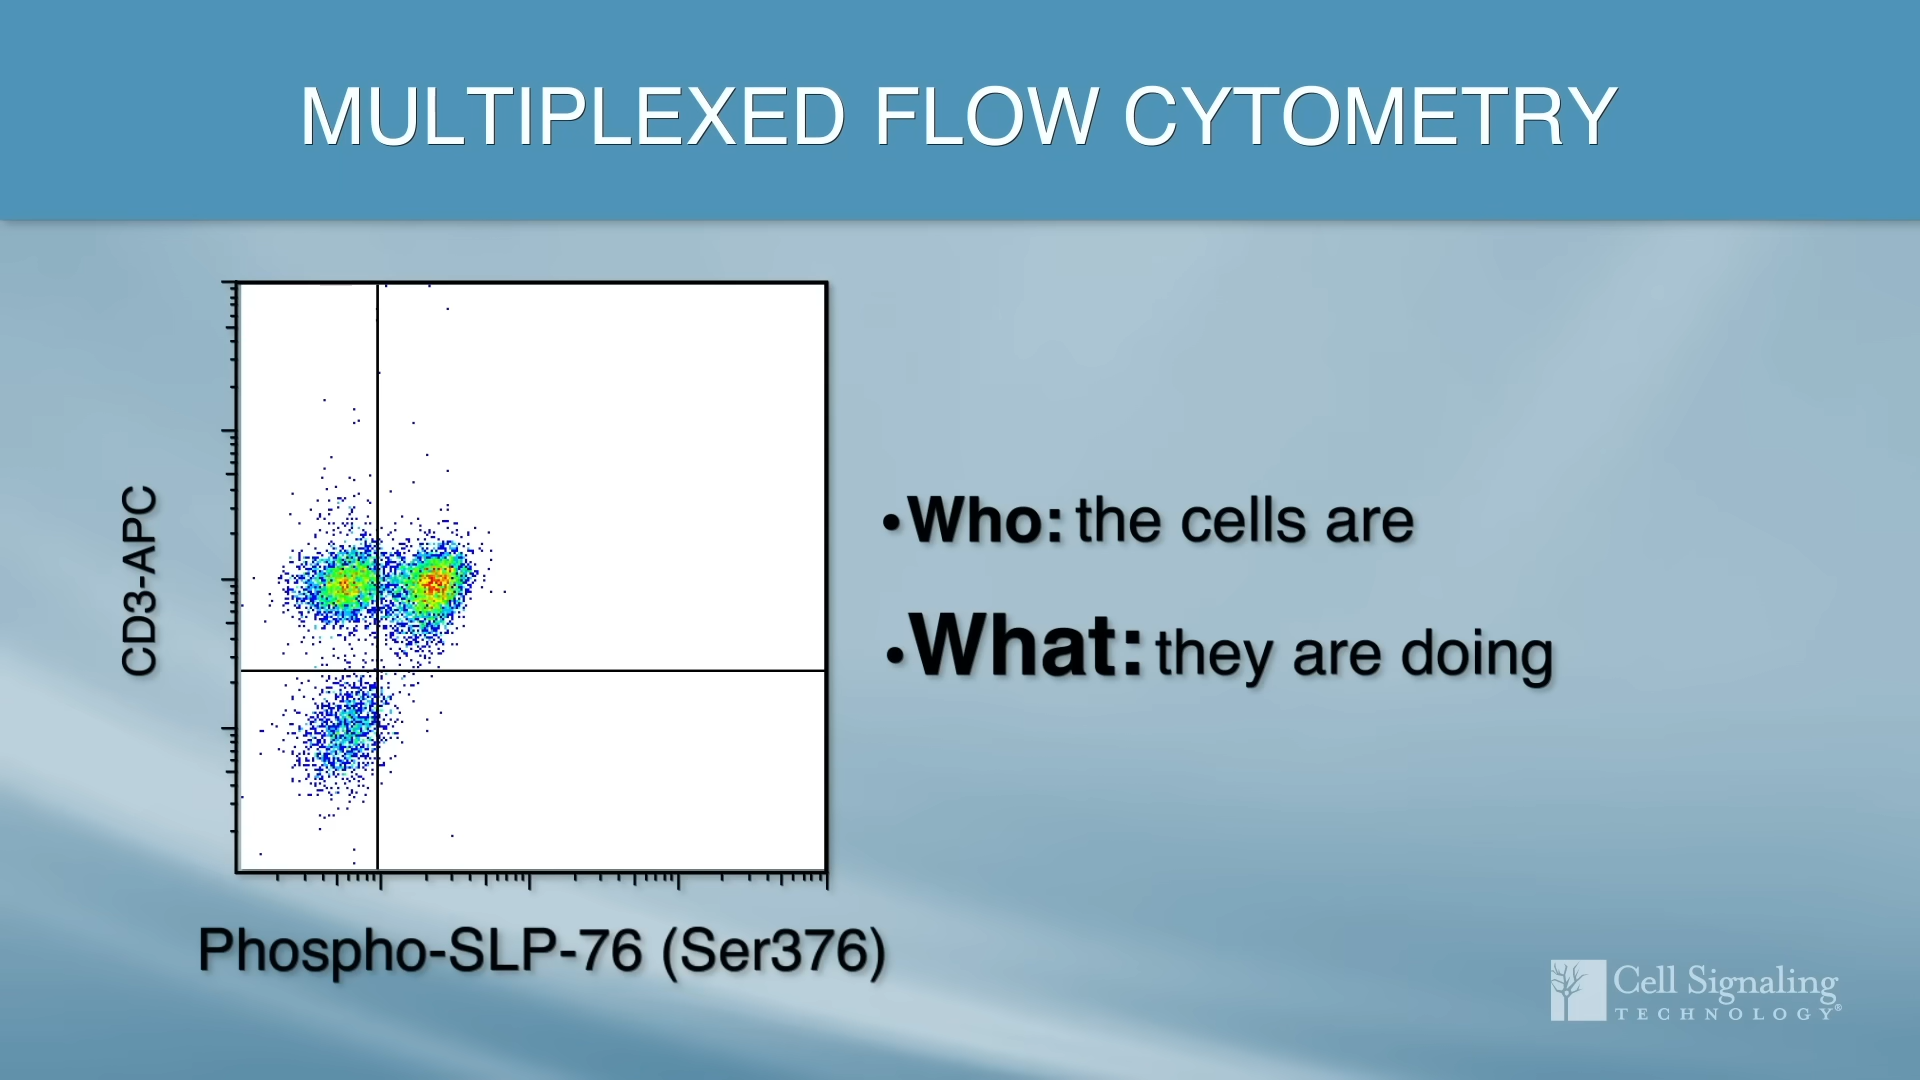 MULTIPLEXED FLOW CYTOMETRY
CD3-APC
•Who: the cells are
•What: they are doing
Phospho-SLP-76 (Ser376)
Cell Signaling
TECHNOLOGY®